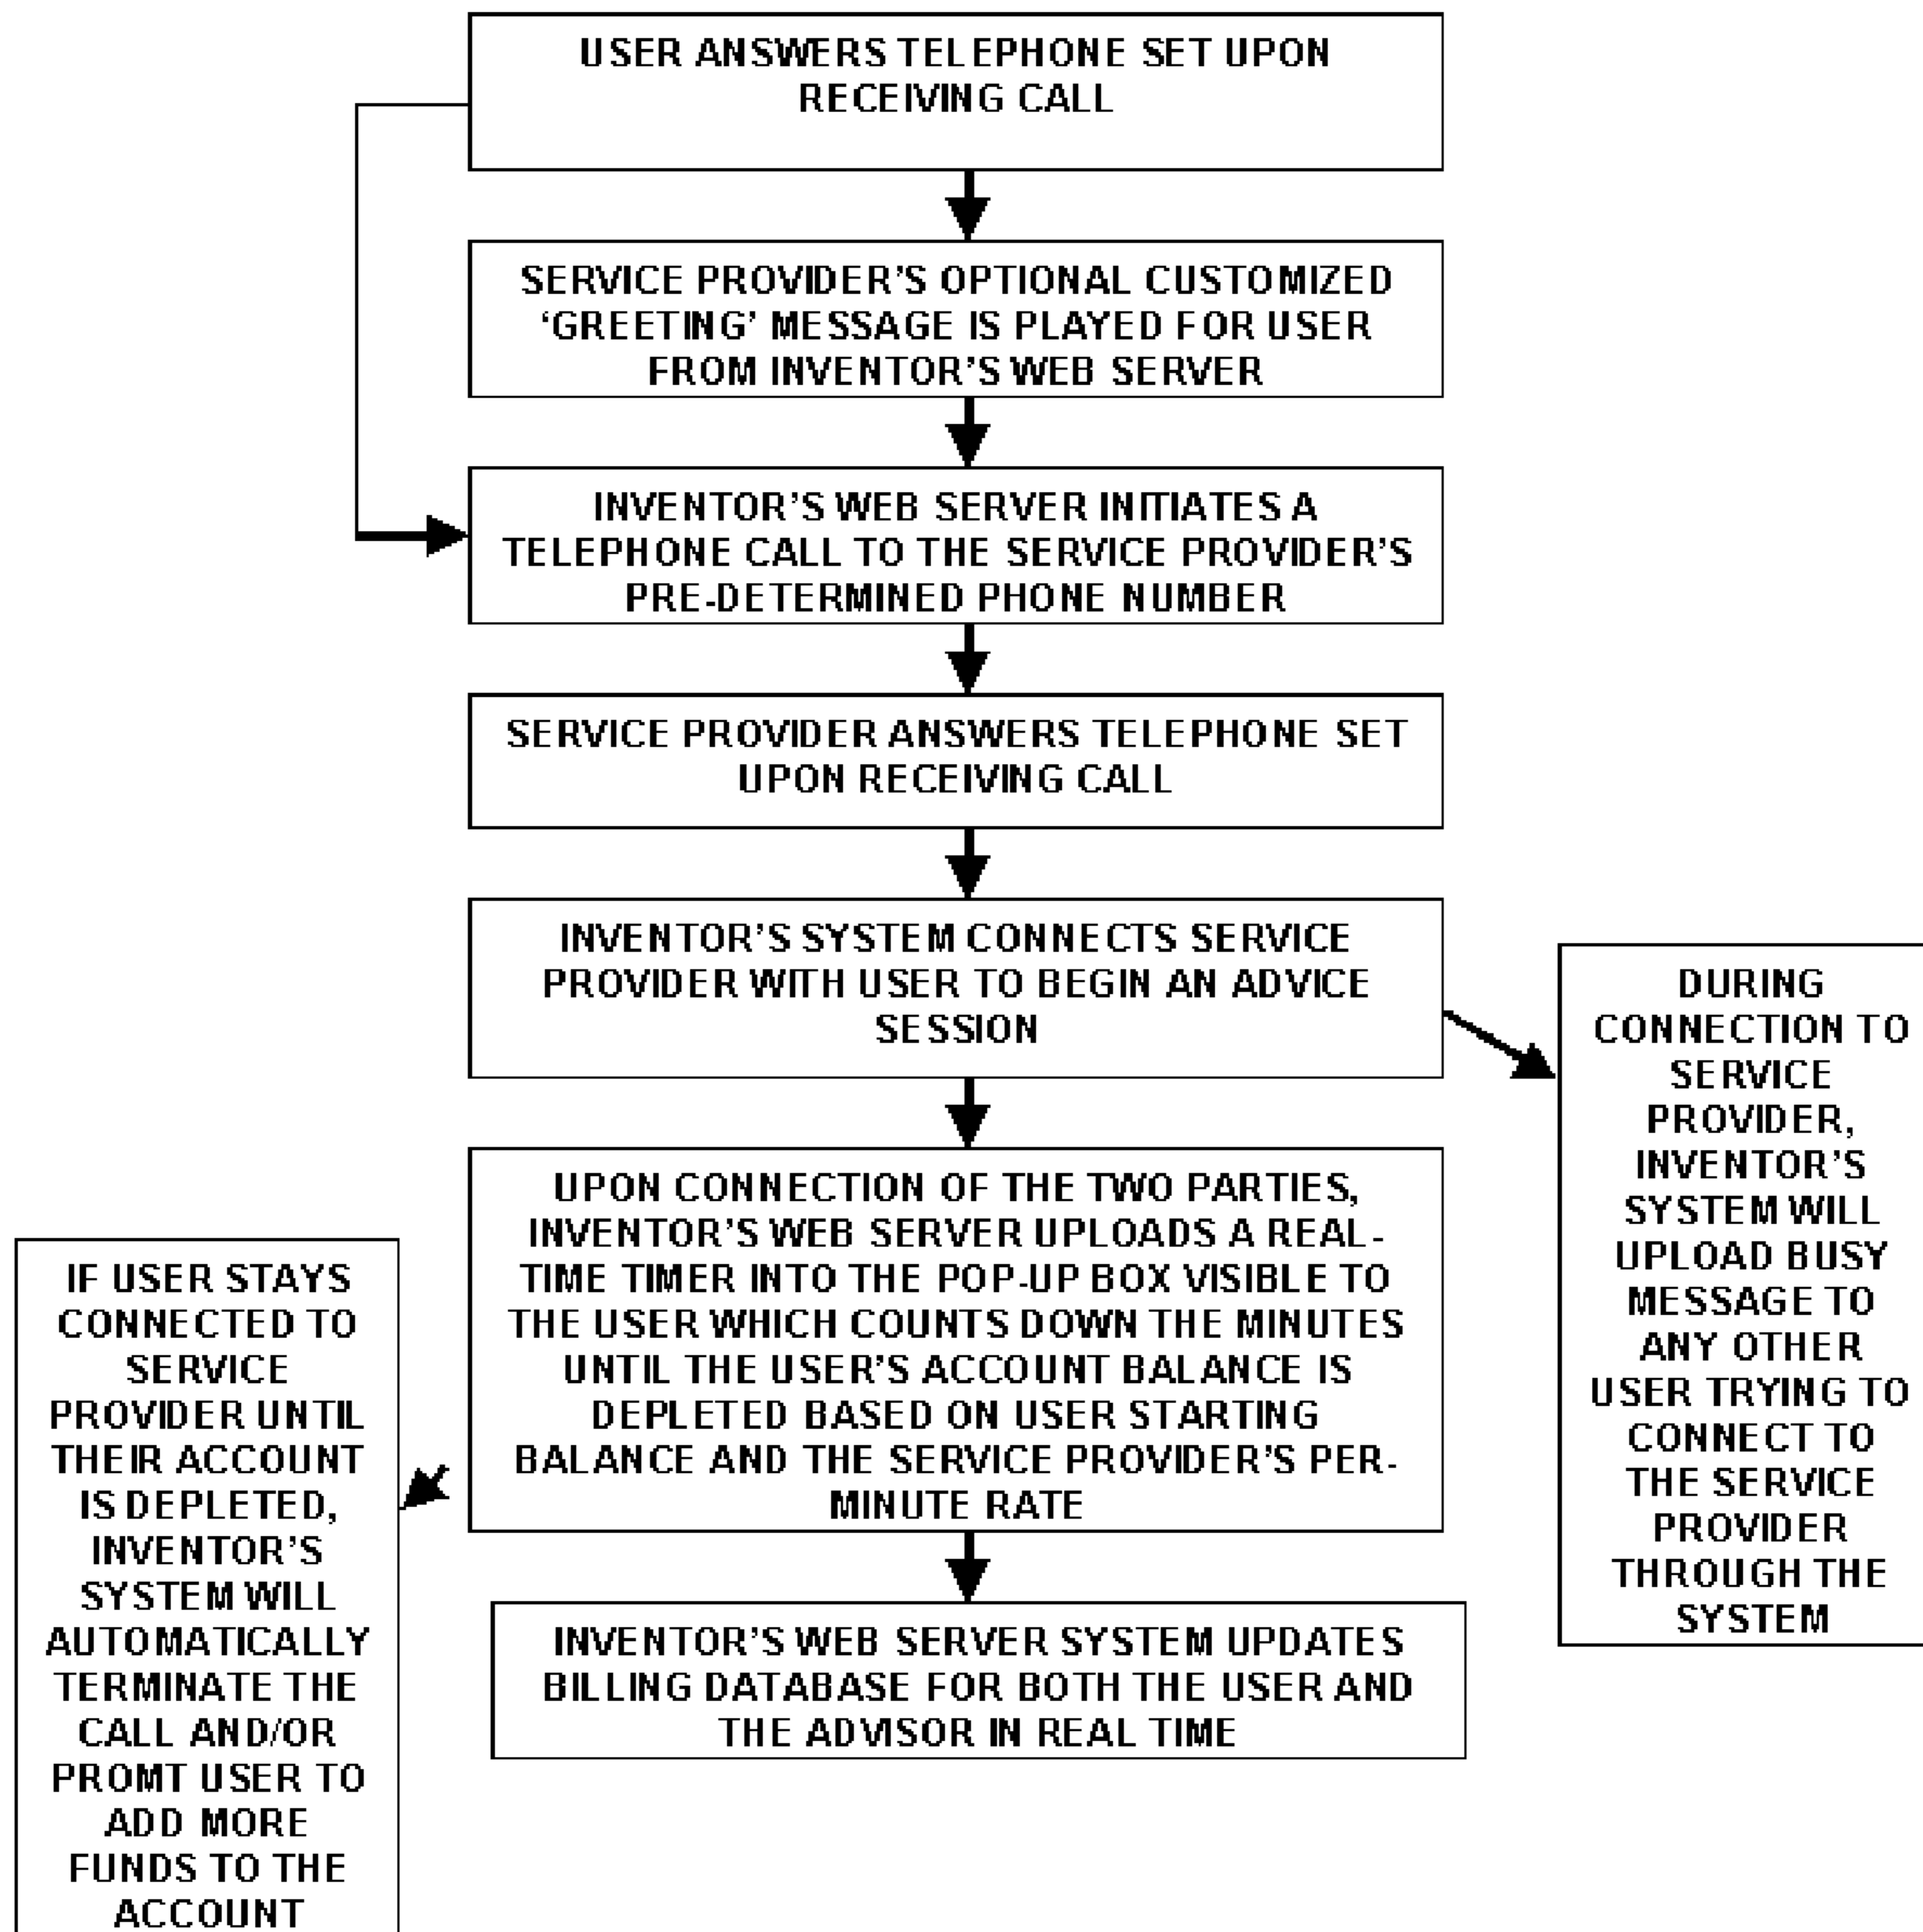 USER ANSWERS TELEPHONE SET UPON
RECEIVING CALL
SERVICE PROVIDER'S OPTIONAL CUSTOMIZED
‘GREETING’ MESSAGE IS PLAYED FOR USER
FROM INVENTOR'S WEB SERVER
INVENTOR'S WEB SERVER INITIATES A
TELEPHONE CALL TO THE SERVICE PROVIDER'S
PRE-DETERMINED PHONE NUMBER
SERVICE PROVIDER ANSWERS TELEPHONE SET
UPON RECEIVING CALL
INVENTOR'S SYSTEM CONNECTS SERVICE
PROVIDER WITH USER TO BEGIN AN ADVICE
SESSION
DURING
CONNECTION TO
SERVICE
PROVIDER,
INVENTOR'S
SYSTEM WILL
UPLOAD BUSY
MESSAGE TO
ANY OTHER
USER TRYING TO
CONNECT TO
THE SERVICE
PROVIDER
THROUGH THE
SYSTEM
UPON CONNECTION OF THE TWO PARTIES,
INVENTOR'S WEB SERVER UPLOADS A REAL-
TIME TIMER INTO THE POP-UP BOX VISIBLE TO
THE USER WHICH COUNTS DOWN THE MINUTES
UNTIL THE USER'S ACCOUNT BALANCE IS
DEPLETED BASED ON USER STARTING
BALANCE AND THE SERVICE PROVIDER'S PER-
MINUTE RATE
IF USER STAYS
CONNECTED TO
SERVICE
PROVIDER UNTIL
THEIR ACCOUNT
IS DEPLETED,
INVENTOR'S
SYSTEM WILL
AUTOMATICALLY
TERMINATE THE
CALL AND/OR
PROMT USER TO
ADD MORE
FUNDS TO THE
ACCOUNT
INVENTOR'S WEB SERVER SYSTEM UPDATES
BILLING DATABASE FOR BOTH THE USER AND
THE ADVISOR IN REAL TIME